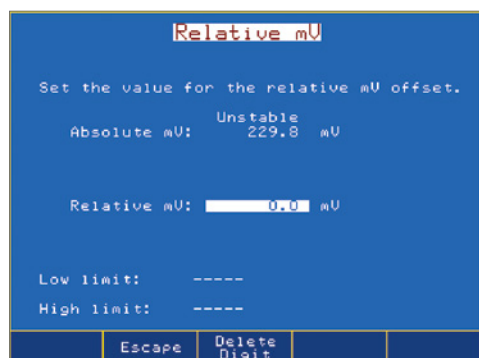 Relative mV
Set the value for the relative mV offset.
Unstable
Absolute mV: 229.8 mV
Relative mV: 0.0 mV
Low limit: -----
High limit: -----
Escape
Delete
Digit